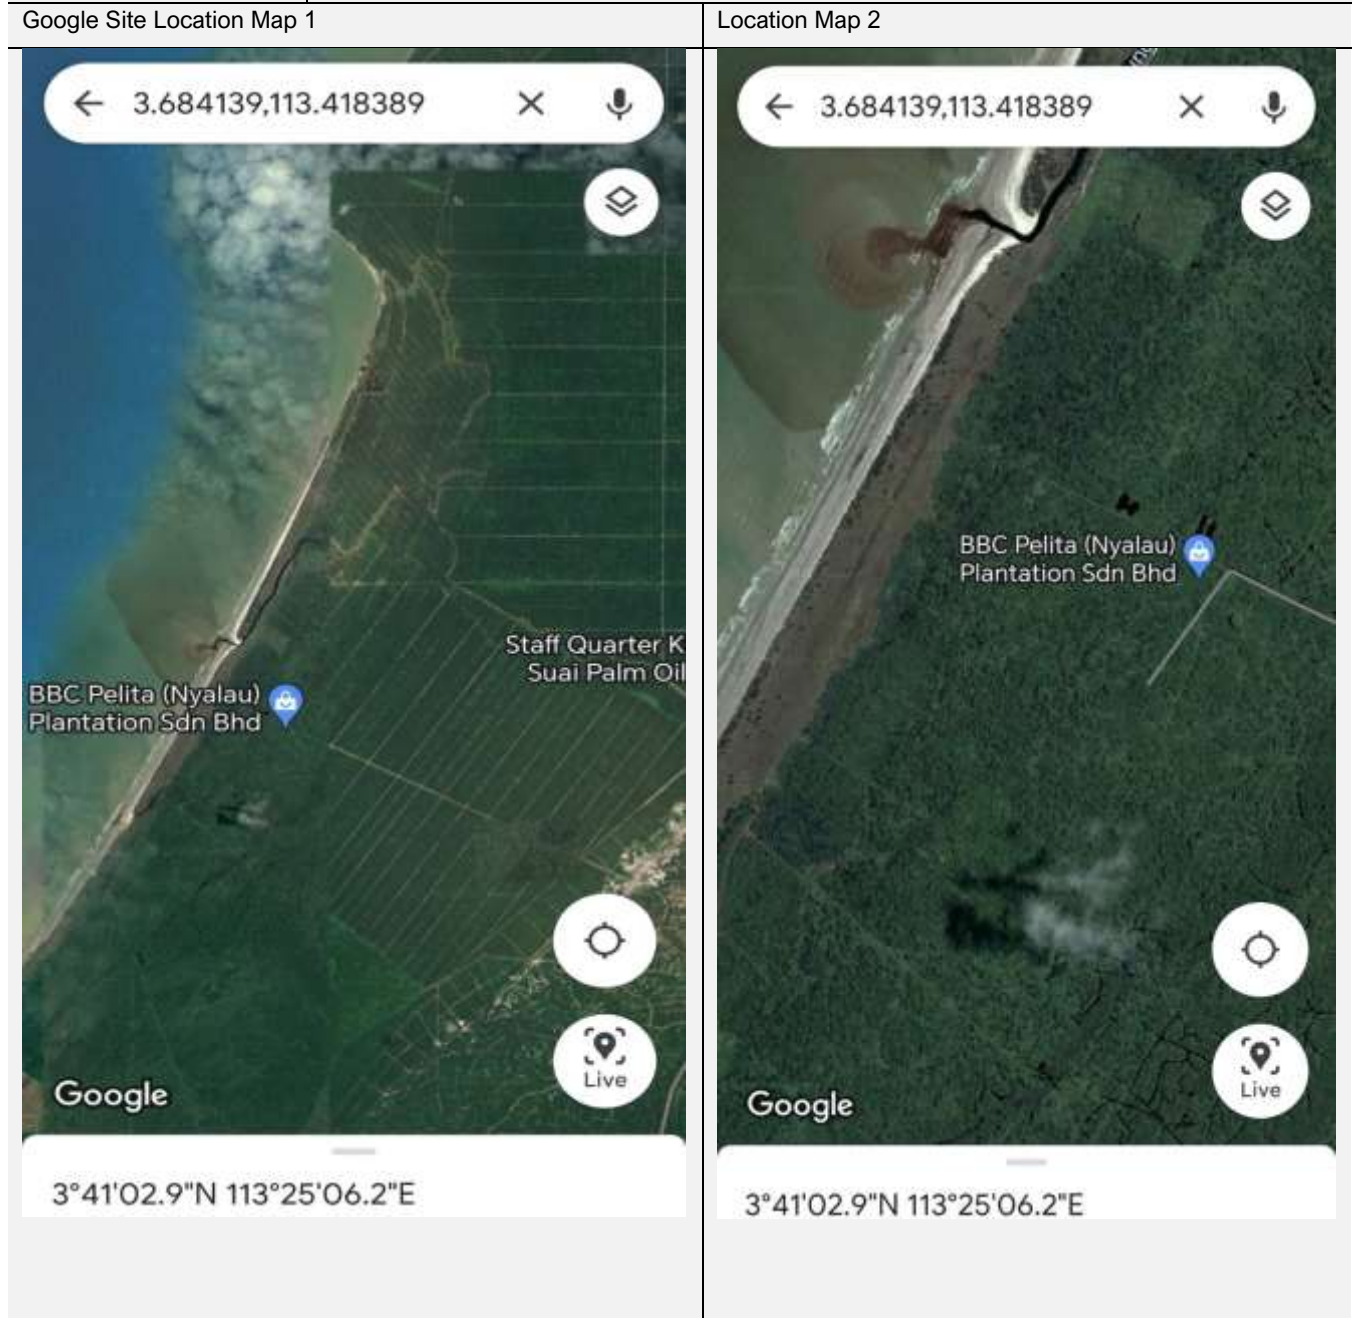 Google Site Location Map 1
3.684139,113.418389
Staff Quarter K
Suai Palm Oil
BBC Pelita (Nyalau)
Plantation Sdn Bhd
Live
Google
3°41'02.9"N 113°25'06.2"E
Location Map 2
3.684139,113.418389
BBC Pelita (Nyalau)
Plantation Sdn Bhd
Live
Google
3°41'02.9"N 113°25'06.2"E